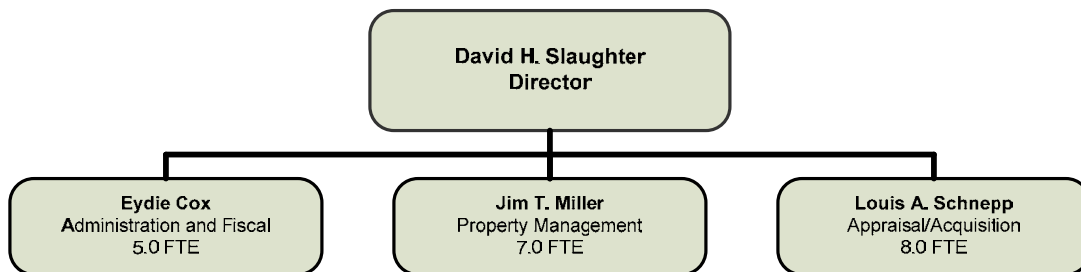 David H. Slaughter
Director
Eydie Cox
Administration and Fiscal
5.0 FTE
Jim T. Miller
Property Management
7.0 FTE
Louis A. Schnepp
Appraisal/Acquisition
8.0 FTE